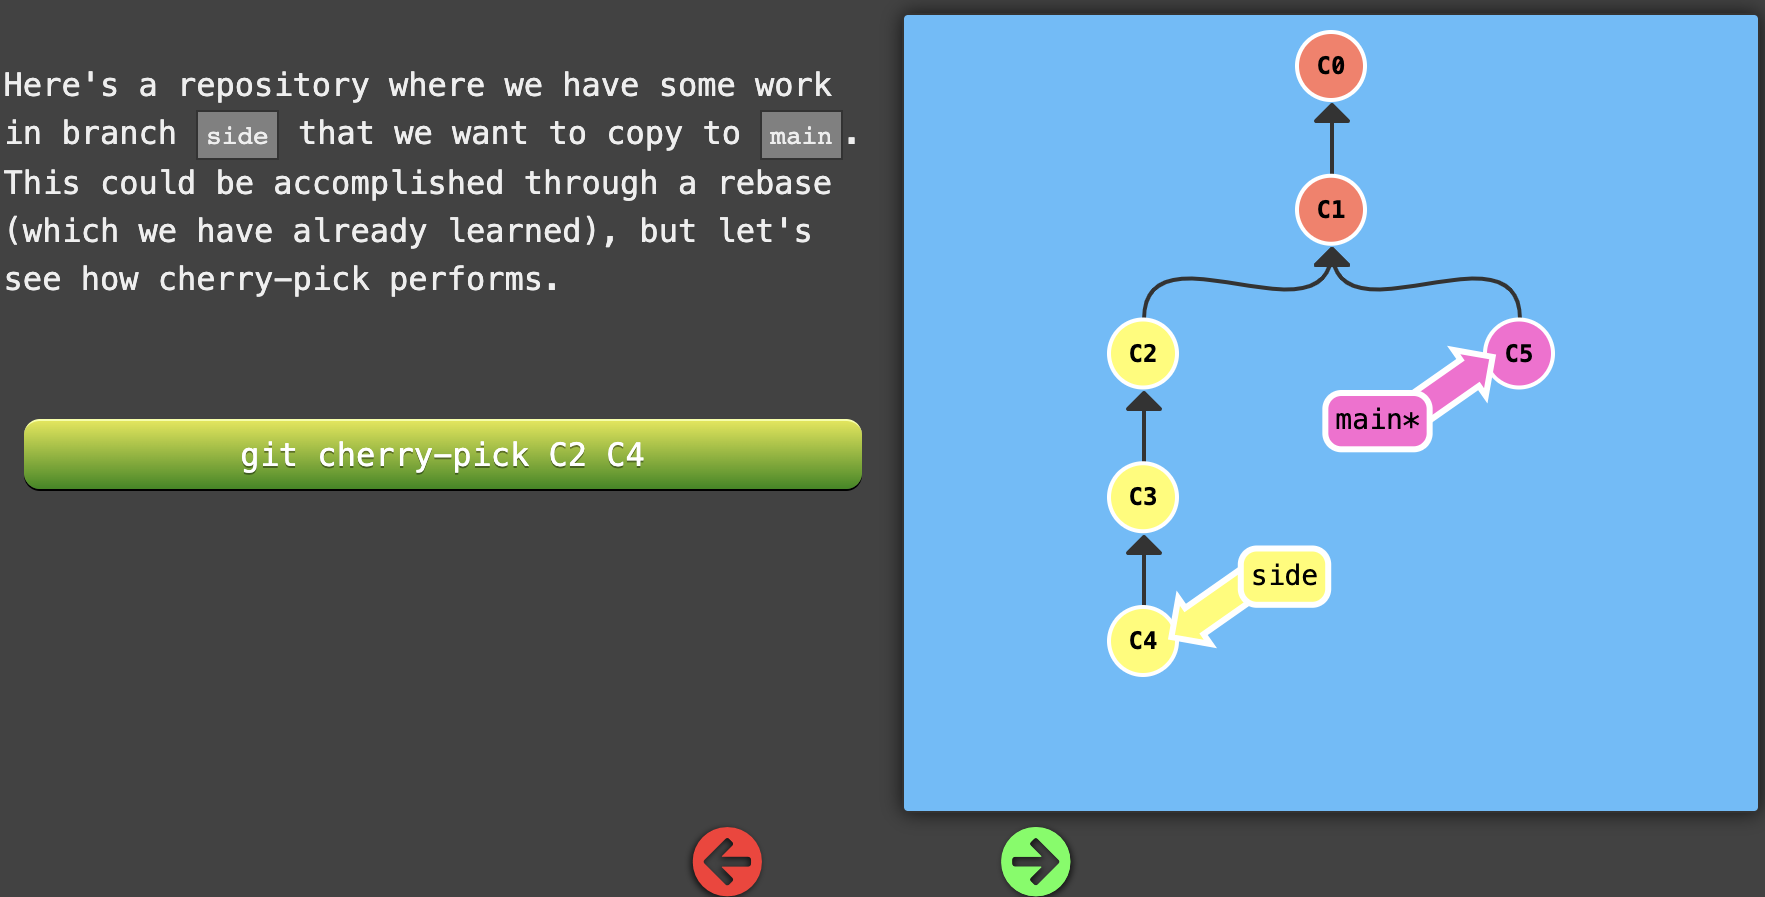 Here's a repository where we have some work
in branch side that we want to copy to main.
This could be accomplished through a rebase
(which we have already learned), but let's
see how cherry-pick performs.
git cherry-pick C2 C4
C0
C1
C2
C5
main*
C3
side
C4